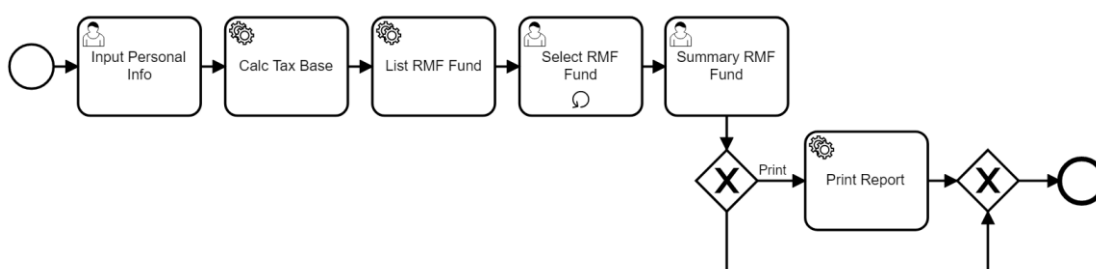 Input Personal
Info
Calc Tax Base
List RMF Fund
Select RMF
Fund
Summary RMF
Fund
Print
Print Report